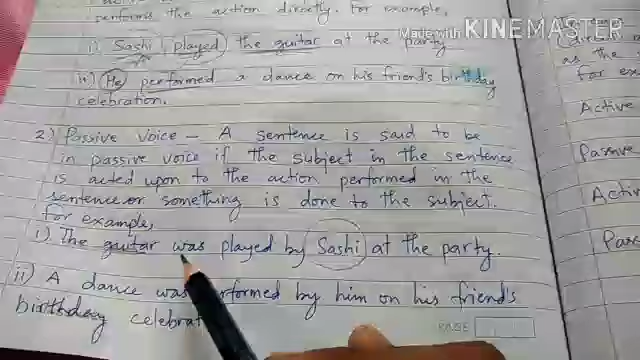 performs the action directly. For example,
Made with KINEMASTER
i) Sashi played the guitar at the party
ii) He performed a dance on his friend's birthday
celebration.
2) Passive voice – A sentence is said to be
in passive voice if the subject in the sentence
is acted upon to the action performed in the
sentence or something is done to the subject.
for example,
i) The guitar was played by Sashi at the party.
ii) A dance was performed by him on his friend's
birthday
PAGE
as the
for ex
Active
Passive
Activ
Pass